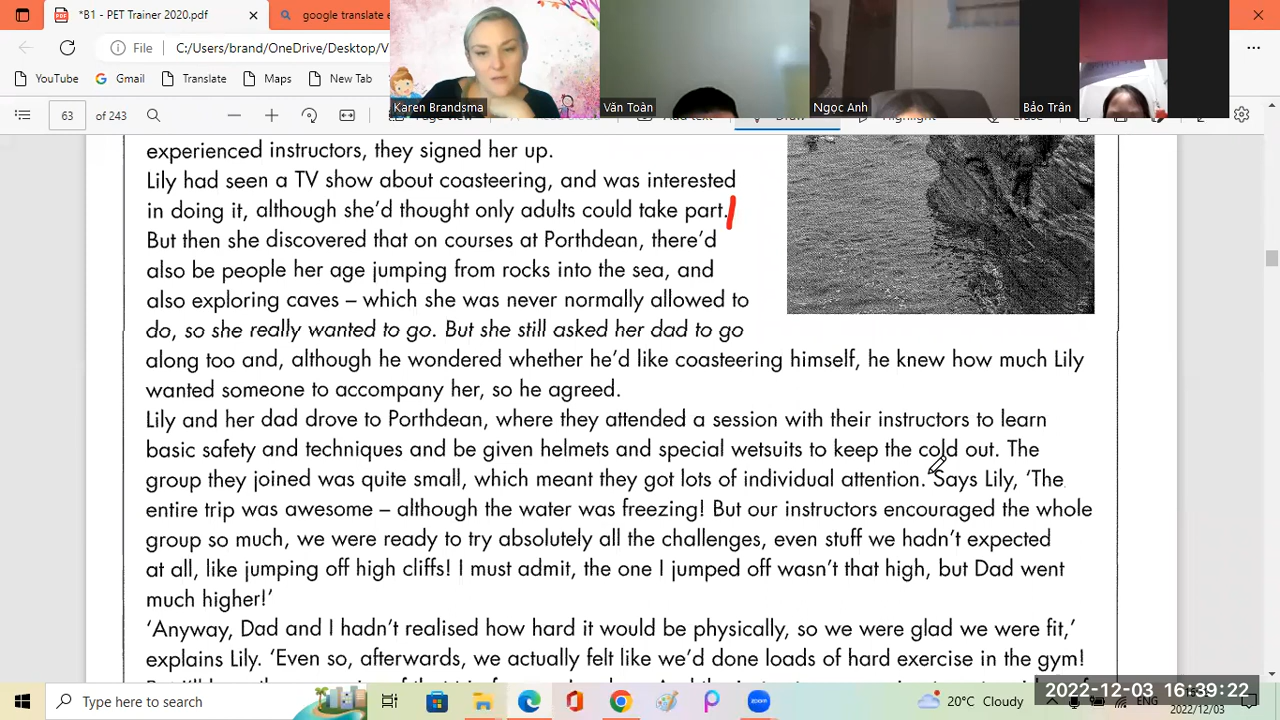 *B1 - PET Trainer 2020.pdf
google translate e
File
C:/Users/brand/OneDrive/Desktop/V
YouTube
Gmail
Translate
Maps
New Tab
Karen Brandsma
Văn Toàn
Ngọc Anh
Bảo Trân
63
of 243
experienced instructors, they signed her up.
Lily had seen a TV show about coasteering, and was interested
in doing it, although she'd thought only adults could take part.
But then she discovered that on courses at Porthdean, there'd
also be people her age jumping from rocks into the sea, and
also exploring caves – which she was never normally allowed to
do, so she really wanted to go. But she still asked her dad to go
along too and, although he wondered whether he'd like coasteering himself, he knew how much Lily
wanted someone to accompany her, so he agreed.
Lily and her dad drove to Porthdean, where they attended a session with their instructors to learn
basic safety and techniques and be given helmets and special wetsuits to keep the cold out. The
group they joined was quite small, which meant they got lots of individual attention. Says Lily, 'The
entire trip was awesome – although the water was freezing! But our instructors encouraged the whole
group so much, we were ready to try absolutely all the challenges, even stuff we hadn't expected
at all, like jumping off high cliffs! I must admit, the one I jumped off wasn't that high, but Dad went
much higher!'
'Anyway, Dad and I hadn't realised how hard it would be physically, so we were glad we were fit,'
explains Lily. 'Even so, afterwards, we actually felt like we'd done loads of hard exercise in the gym!
Type here to search
zoom
20°C Cloudy
ENG
2022-12-03 16:39:22
2022/12/03